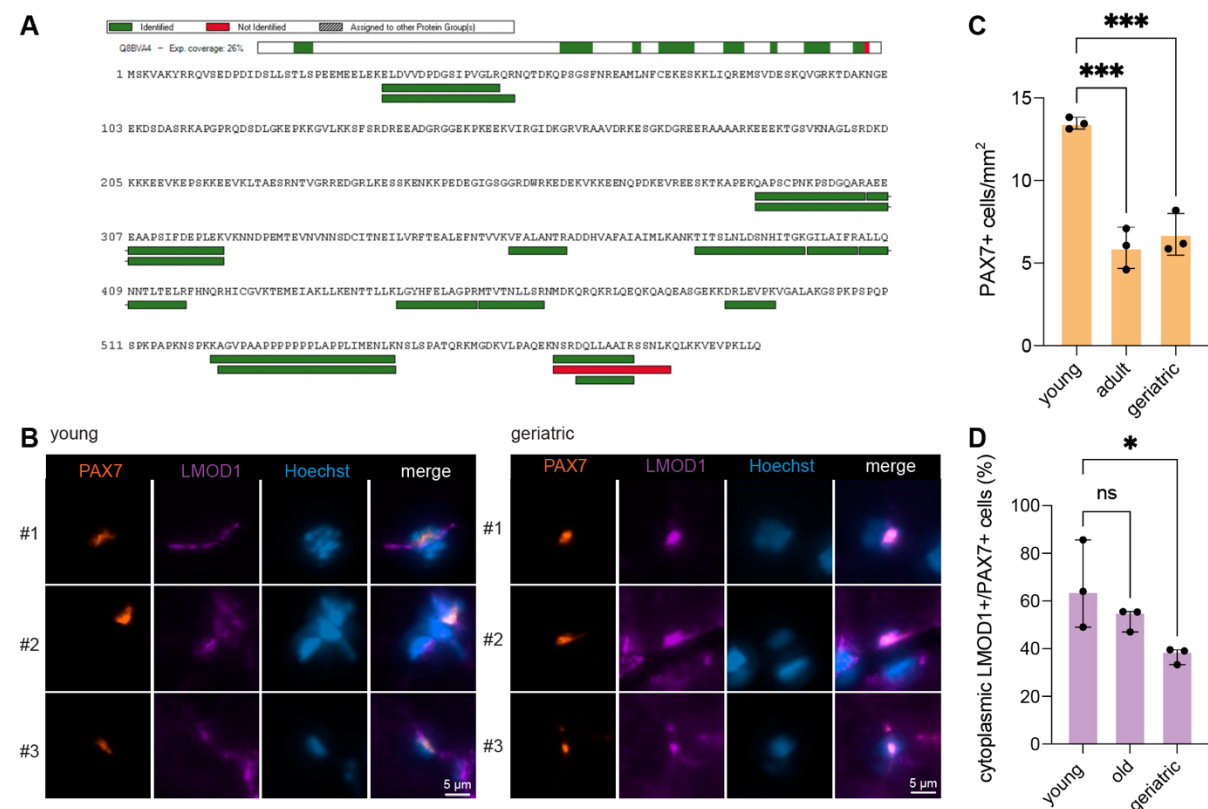 A
Identified Not Identified Assigned to other Protein Group(s)
Q8BVA4 - Exp. coverage: 26%
1 MSKVAKYRRQVSEDPDIDSLLSTLSPEEMEELEKELDVVDPDGSIPVGLRQRNQTDKQPSGSFNREAMLNFCEKESKKLIQREMSVDESKQVGRKTDAKNGE
103 EKDSDASRKAPGPRQDSDLGKEPKKGVLKKSFSRDREEADGRGGEKPKEEKVIRGIDKGRVRAAVDRKESGKDGREERAAAARKEEEKTGSVKNAGLSRDKD
205 KKKEEVKEPSKKEEVKLTAESRNTVGRREDGRLKESSKENKKPEDEGIGSGGRDWRKEDEKVKKEENQPDKEVREESKTKAPEKQAPSCPNKPSDGQARAEE
307 EAAPSIFDEPLEKVKNNDPEMTEVNVNNSDCITNEILVRFTEALEFNTVVKVFALANTRADDHVAFAIAIMLKANKTITSLNLDSNHITGKGILAIFRALLQ
409 NNTLTELRFHNQRHICGVKTEMEIAKLLKENTTLLKLGYHFELAGPRMTVTNLLSRNMDKQRQKRLQEQKQAQEASGEKKDRLEVPKVGALAKGSPKPSPQP
511 SPKPAPKNSPKKAGVPAAPPPPPPPLAPPLIMENLKNSLSPATQRKMGDKVLPAQEKNSRDQLLAAIRSSNLKQLKKVEVPKLLQ
B young
PAX7 LMOD1 Hoechst merge
#1
#2
#3
5 µm
geriatric
PAX7 LMOD1 Hoechst merge
#1
#2
#3
5 µm
C
***
***
PAX7+ cells/mm²
15
10
5
0
young adult geriatric
D
*
ns
cytoplasmic LMOD1+/PAX7+ cells (%)
100
80
60
40
20
0
young old geriatric